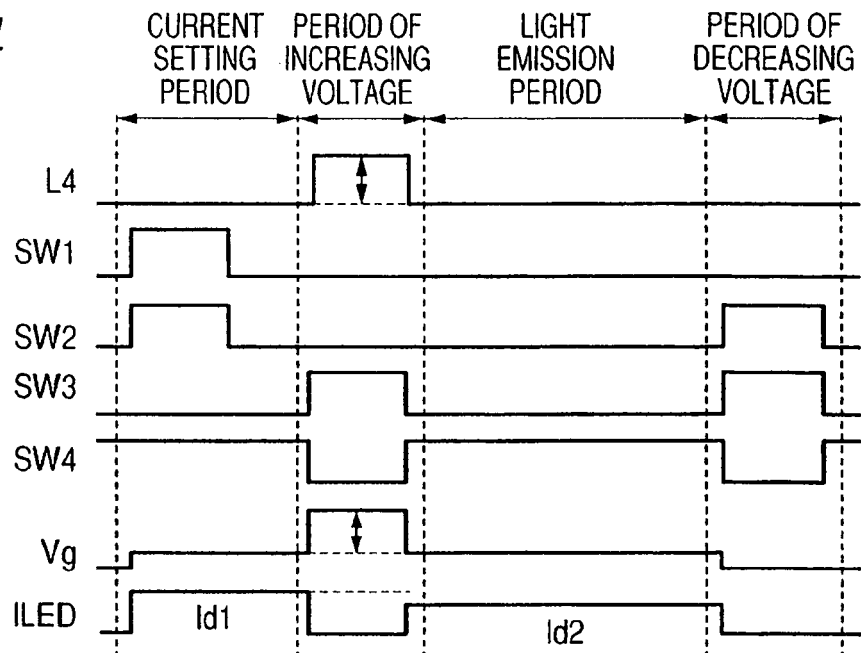 CURRENT SETTING PERIOD
PERIOD OF INCREASING VOLTAGE
LIGHT EMISSION PERIOD
PERIOD OF DECREASING VOLTAGE
L4
SW1
SW2
SW3
SW4
Vg
ILED
Id1
Id2